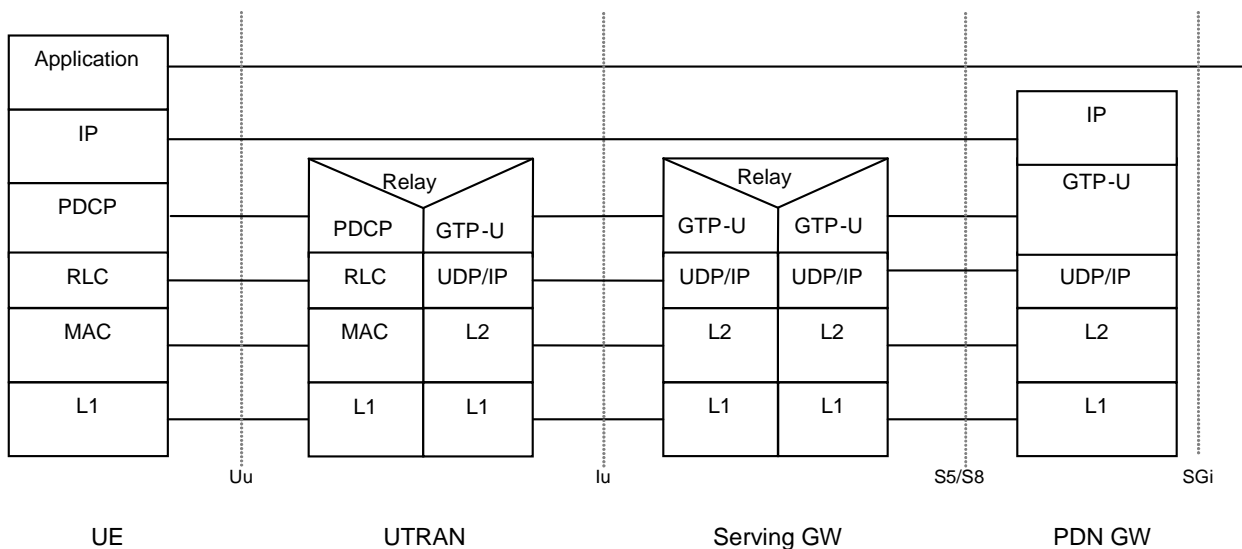 Application
IP
IP
Relay
Relay
GTP-U
PDCP
PDCP
GTP-U
GTP-U
GTP-U
RLC
RLC
UDP/IP
UDP/IP
UDP/IP
UDP/IP
MAC
MAC
L2
L2
L2
L2
L1
L1
L1
L1
L1
L1
Uu
Iu
S5/S8
SGi
UE
UTRAN
Serving GW
PDN GW